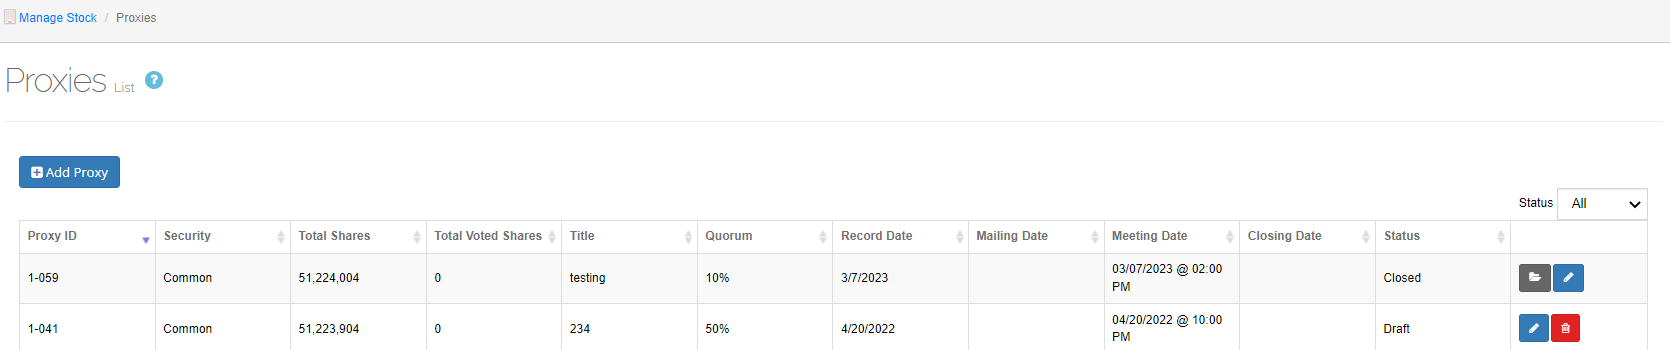 Manage Stock / Proxies
Proxies List ?
Add Proxy
Status All
Proxy ID Security Total Shares Total Voted Shares Title Quorum Record Date Mailing Date Meeting Date Closing Date Status
1-059 Common 51,224,004 0 testing 10% 3/7/2023 03/07/2023 @ 02:00 Closed
PM
1-041 Common 51,223,904 0 234 50% 4/20/2022 04/20/2022 @ 10:00 Draft
PM